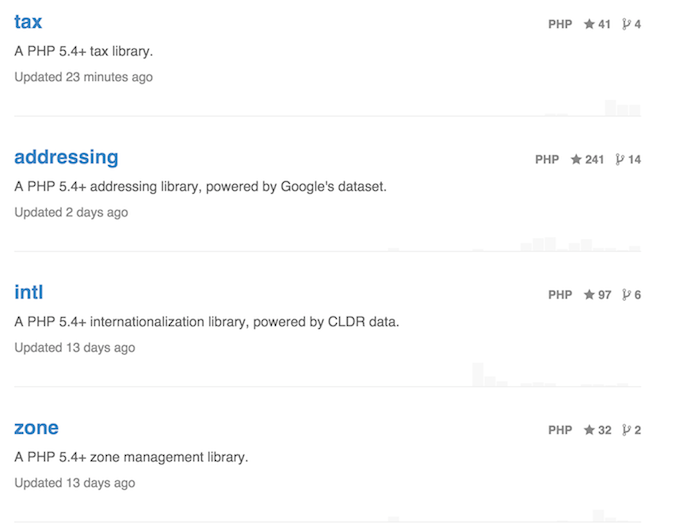 tax
PHP 41 4
A PHP 5.4+ tax library.
Updated 23 minutes ago
addressing
PHP 241 14
A PHP 5.4+ addressing library, powered by Google's dataset.
Updated 2 days ago
intl
PHP 97 6
A PHP 5.4+ internationalization library, powered by CLDR data.
Updated 13 days ago
zone
PHP 32 2
A PHP 5.4+ zone management library.
Updated 13 days ago